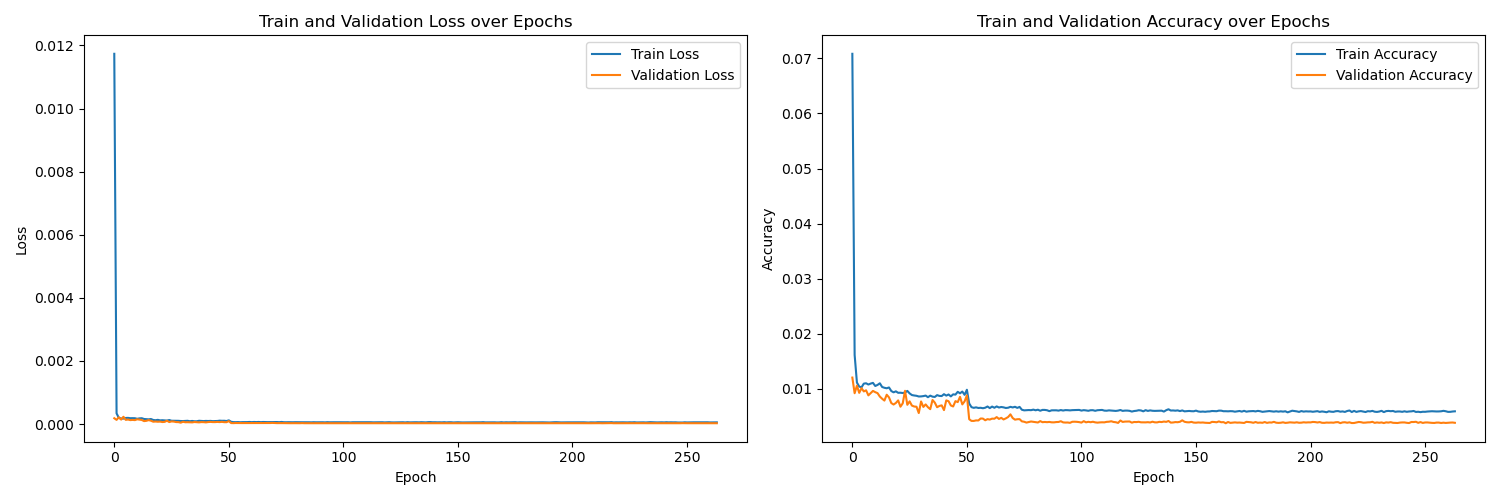 Train and Validation Loss over Epochs
0.012
0.010
0.008
0.006
0.004
0.002
0.000
Loss
0
50
100
150
200
250
Epoch
Train Loss
Validation Loss
Train and Validation Accuracy over Epochs
0.07
0.06
0.05
0.04
0.03
0.02
0.01
Accuracy
0
50
100
150
200
250
Epoch
Train Accuracy
Validation Accuracy